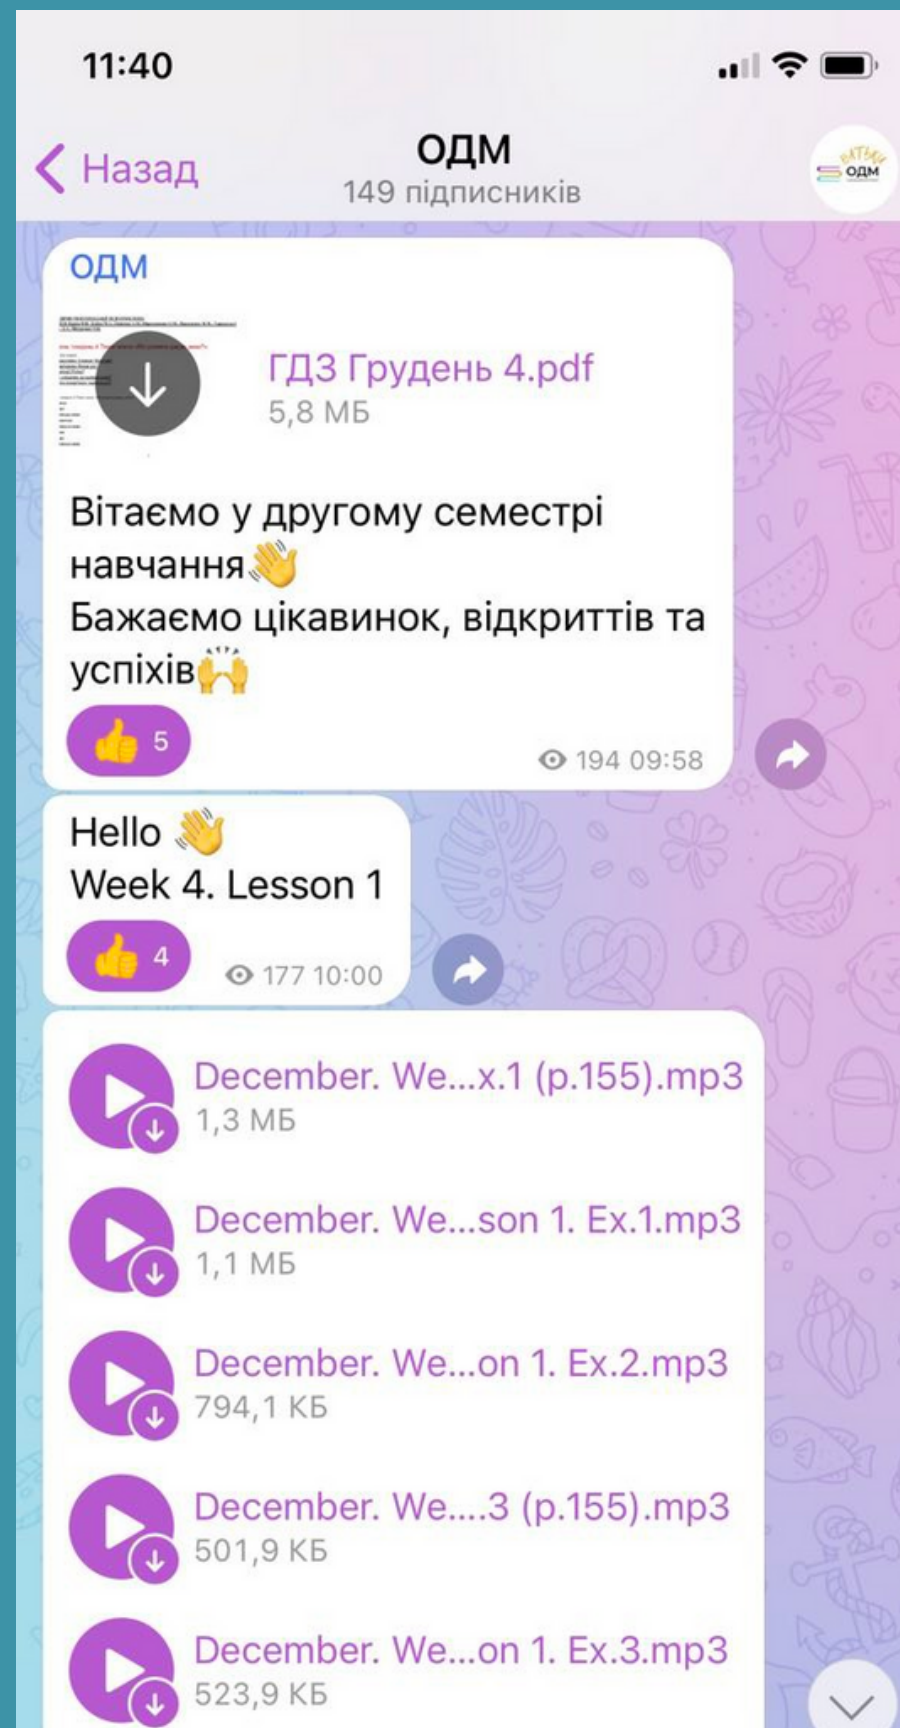 11:40
Назад
ОДМ
149 підписників
БАТЬКИ
ОДМ
ОДМ
ГДЗ Грудень 4.pdf
5,8 МБ
Вітаємо у другому семестрі
навчання👋
Бажаємо цікавинок, відкриттів та
успіхів🙌
👍 5
194 09:58
Hello 👋
Week 4. Lesson 1
👍 4
177 10:00
December. We...x.1 (p.155).mp3
1,3 МБ
December. We...son 1. Ex.1.mp3
1,1 МБ
December. We...on 1. Ex.2.mp3
794,1 КБ
December. We....3 (p.155).mp3
501,9 КБ
December. We...on 1. Ex.3.mp3
523,9 КБ